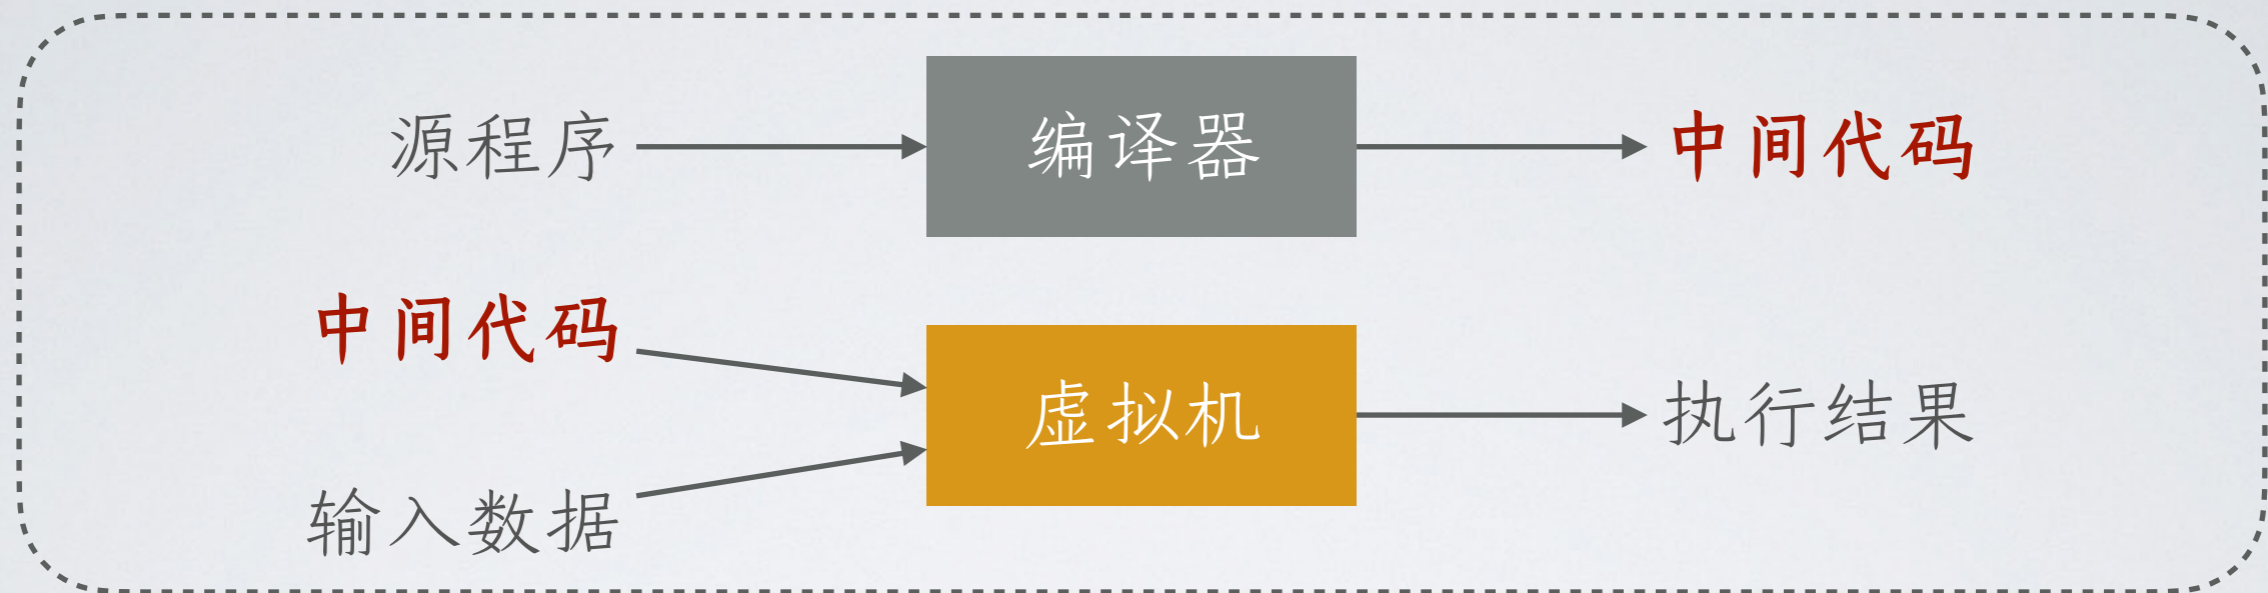 源程序
编译器
中间代码
中间代码
虚拟机
执行结果
输入数据